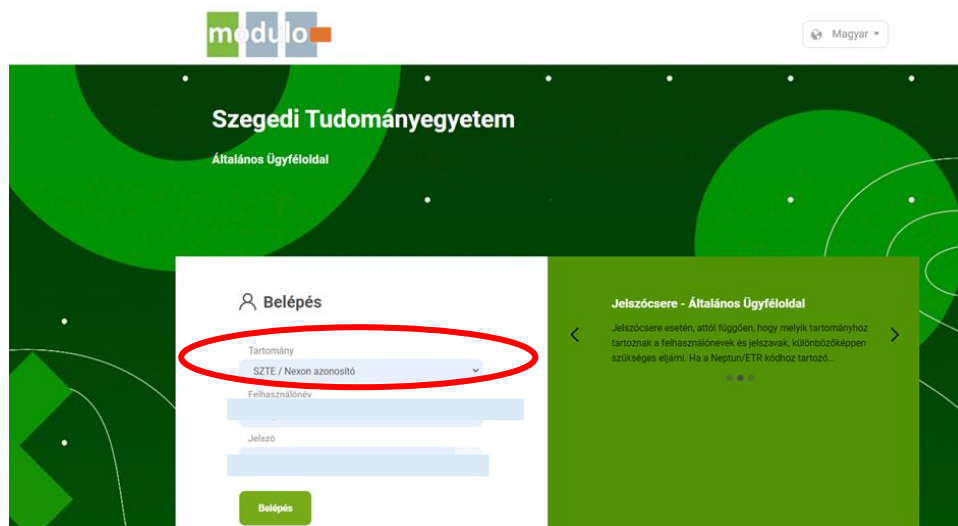 modulo
Magyar
Szegedi Tudományegyetem
Általános Ügyféloldal
Belépés
Tartomány
SZTE / Nexon azonosító
Felhasználónév
Jelszó
Belépés
Jelszócsere - Általános Ügyféloldal
Jelszócsere esetén, attól függően, hogy melyik tartományhoz
tartoznak a felhasználónevek és jelszavak, különbözőképpen
szükséges eljárni. Ha a Neptun/ETR kódhoz tartozó...